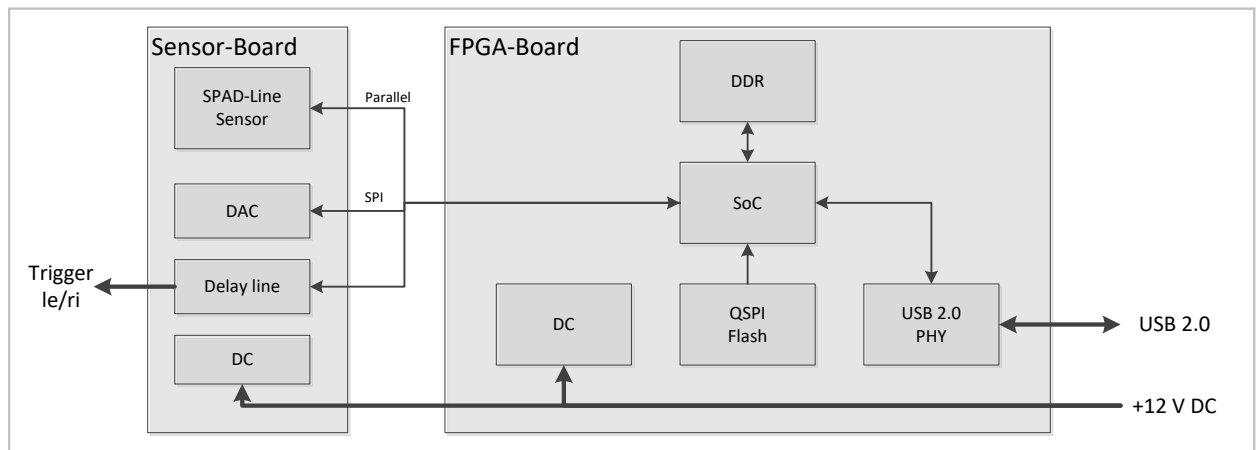 Sensor-Board
FPGA-Board
SPAD-Line
Sensor
Parallel
DDR
DAC
SPI
SoC
Trigger
le/ri
Delay line
DC
DC
QSPI
Flash
USB 2.0
PHY
USB 2.0
+12 V DC